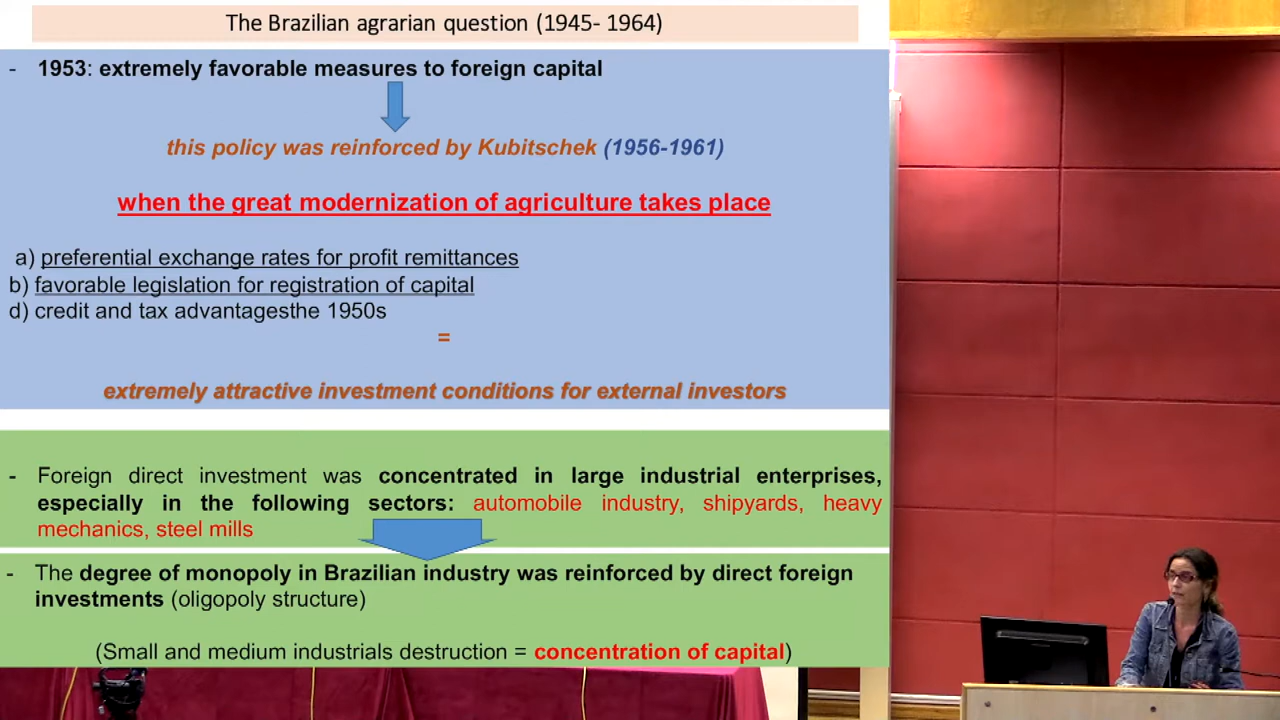 The Brazilian agrarian question (1945- 1964)
- 1953: extremely favorable measures to foreign capital
this policy was reinforced by Kubitschek (1956-1961)
when the great modernization of agriculture takes place
a) preferential exchange rates for profit remittances
b) favorable legislation for registration of capital
d) credit and tax advantagesthe 1950s
=
extremely attractive investment conditions for external investors
- Foreign direct investment was concentrated in large industrial enterprises,
especially in the following sectors: automobile industry, shipyards, heavy
mechanics, steel mills
- The degree of monopoly in Brazilian industry was reinforced by direct foreign
investments (oligopoly structure)
(Small and medium industrials destruction = concentration of capital)